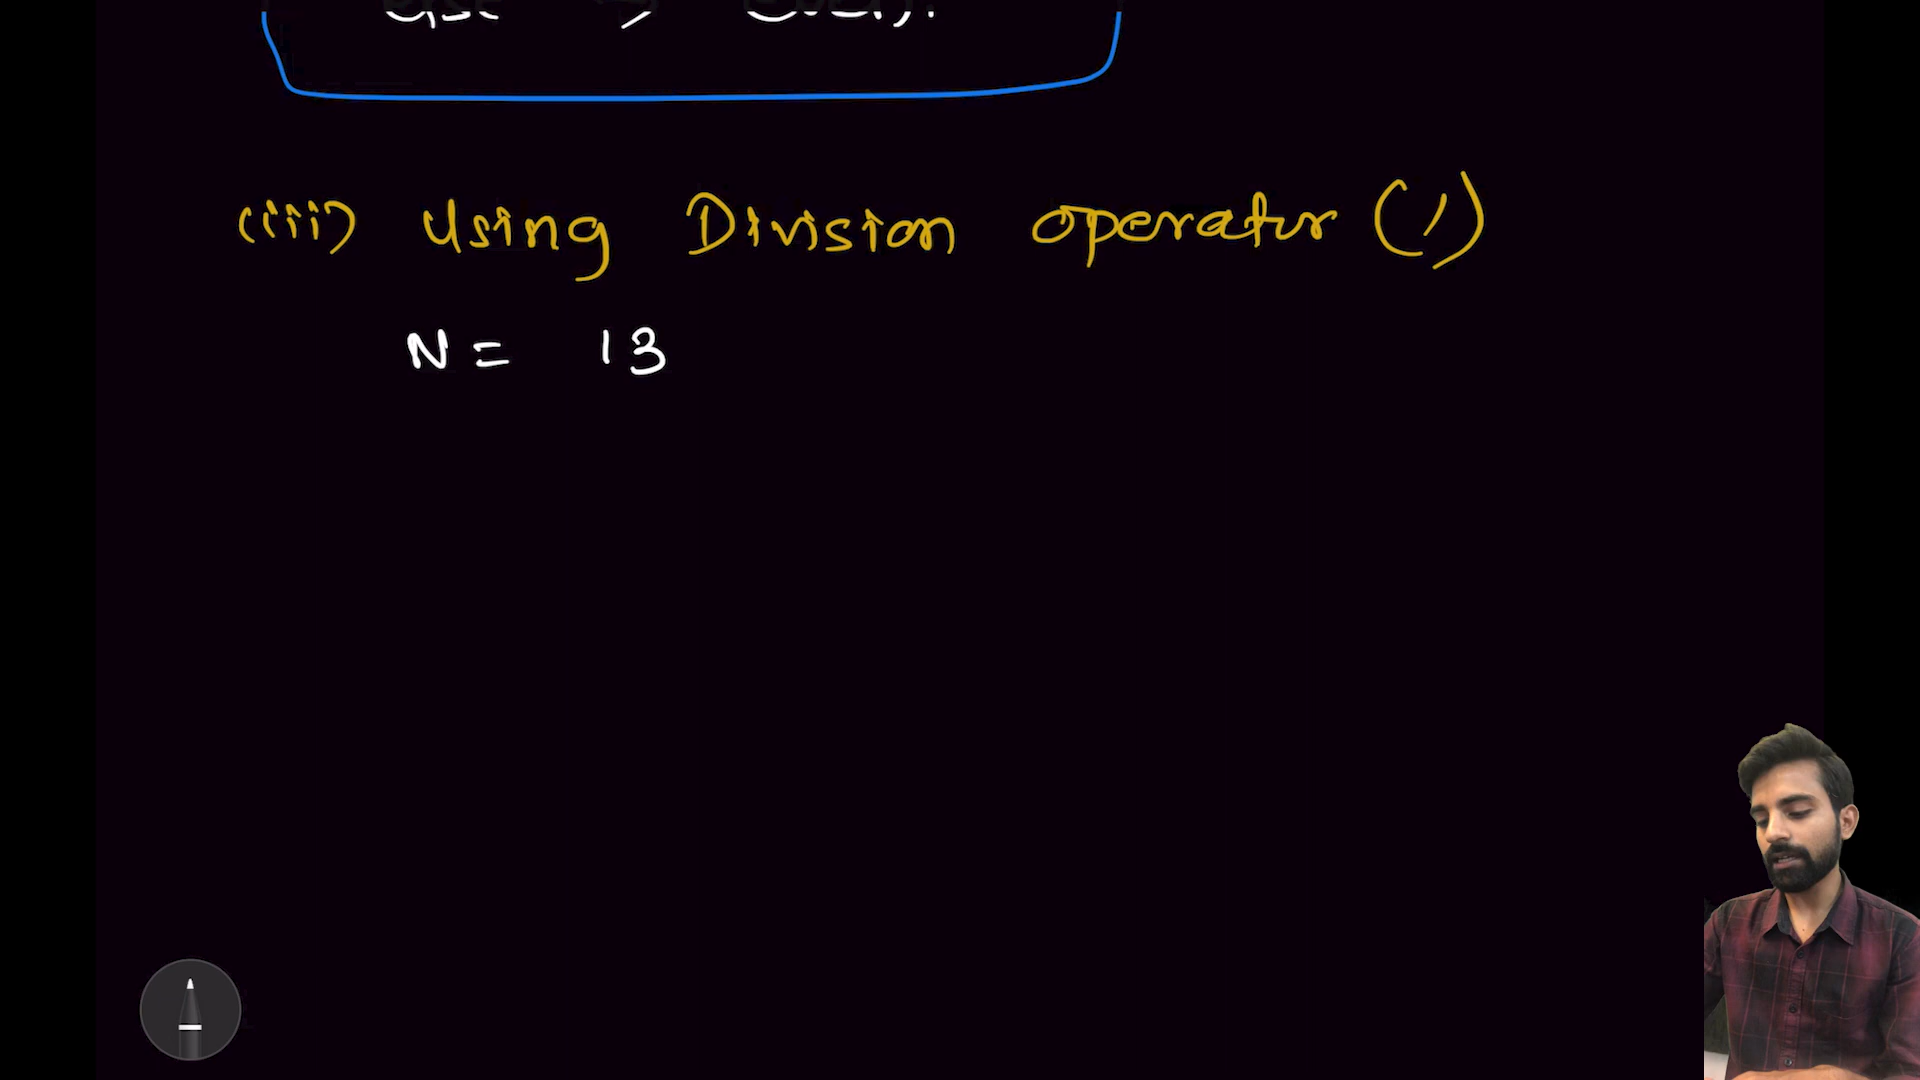 (iii) Using Division operator (/)
N = 13